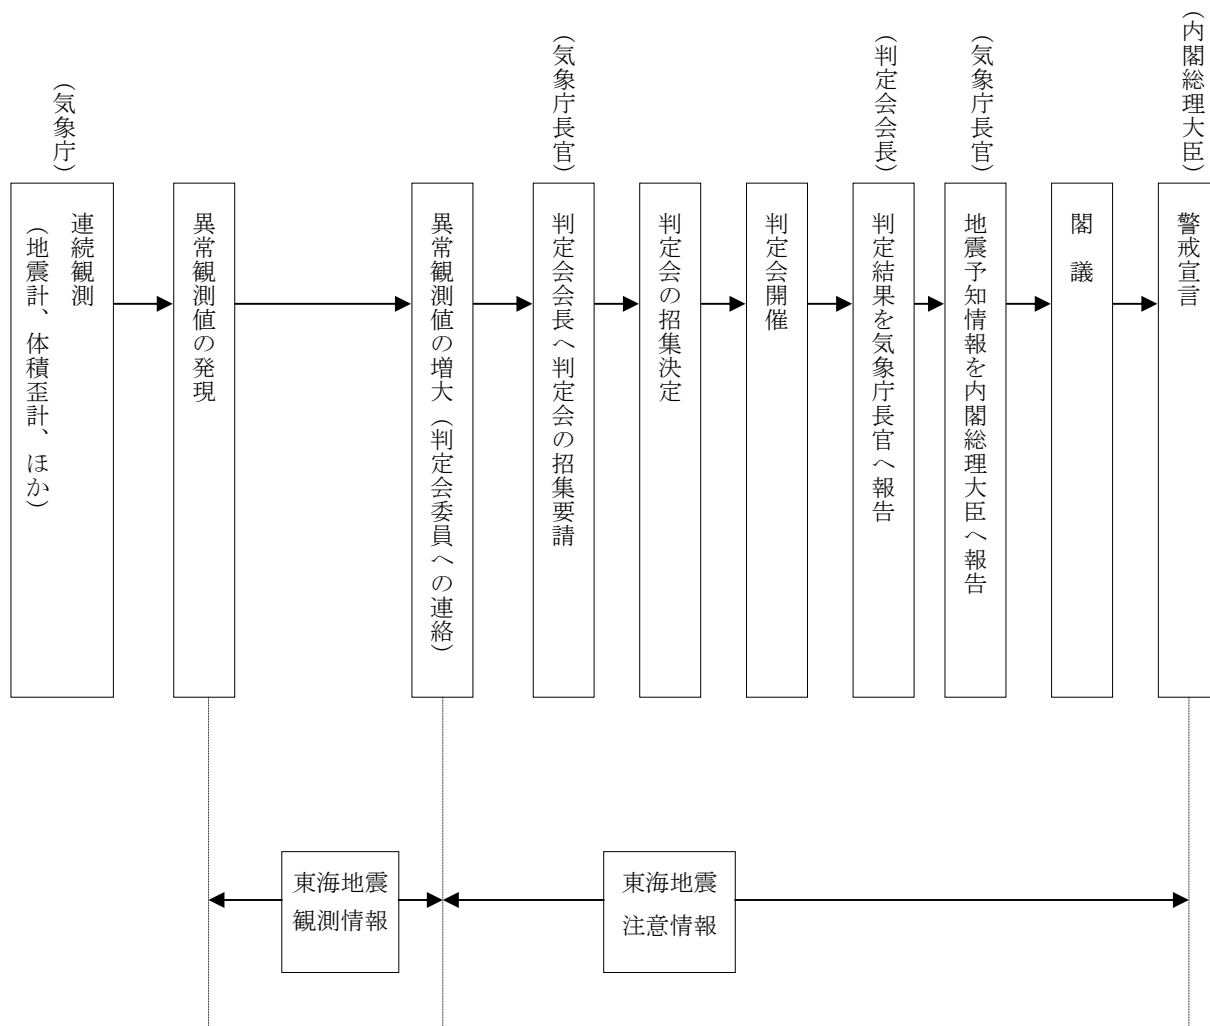 (気象庁)
連続観測
(地震計、体積歪計、ほか)
異常観測値の発現
異常観測値の増大(判定会委員への連絡)
(気象庁長官)
判定会会長へ判定会の招集要請
判定会の招集決定
判定会開催
(判定会会長)
判定結果を気象庁長官へ報告
(気象庁長官)
地震予知情報を内閣総理大臣へ報告
閣 議
(内閣総理大臣)
警戒宣言
東海地震
観測情報
東海地震
注意情報